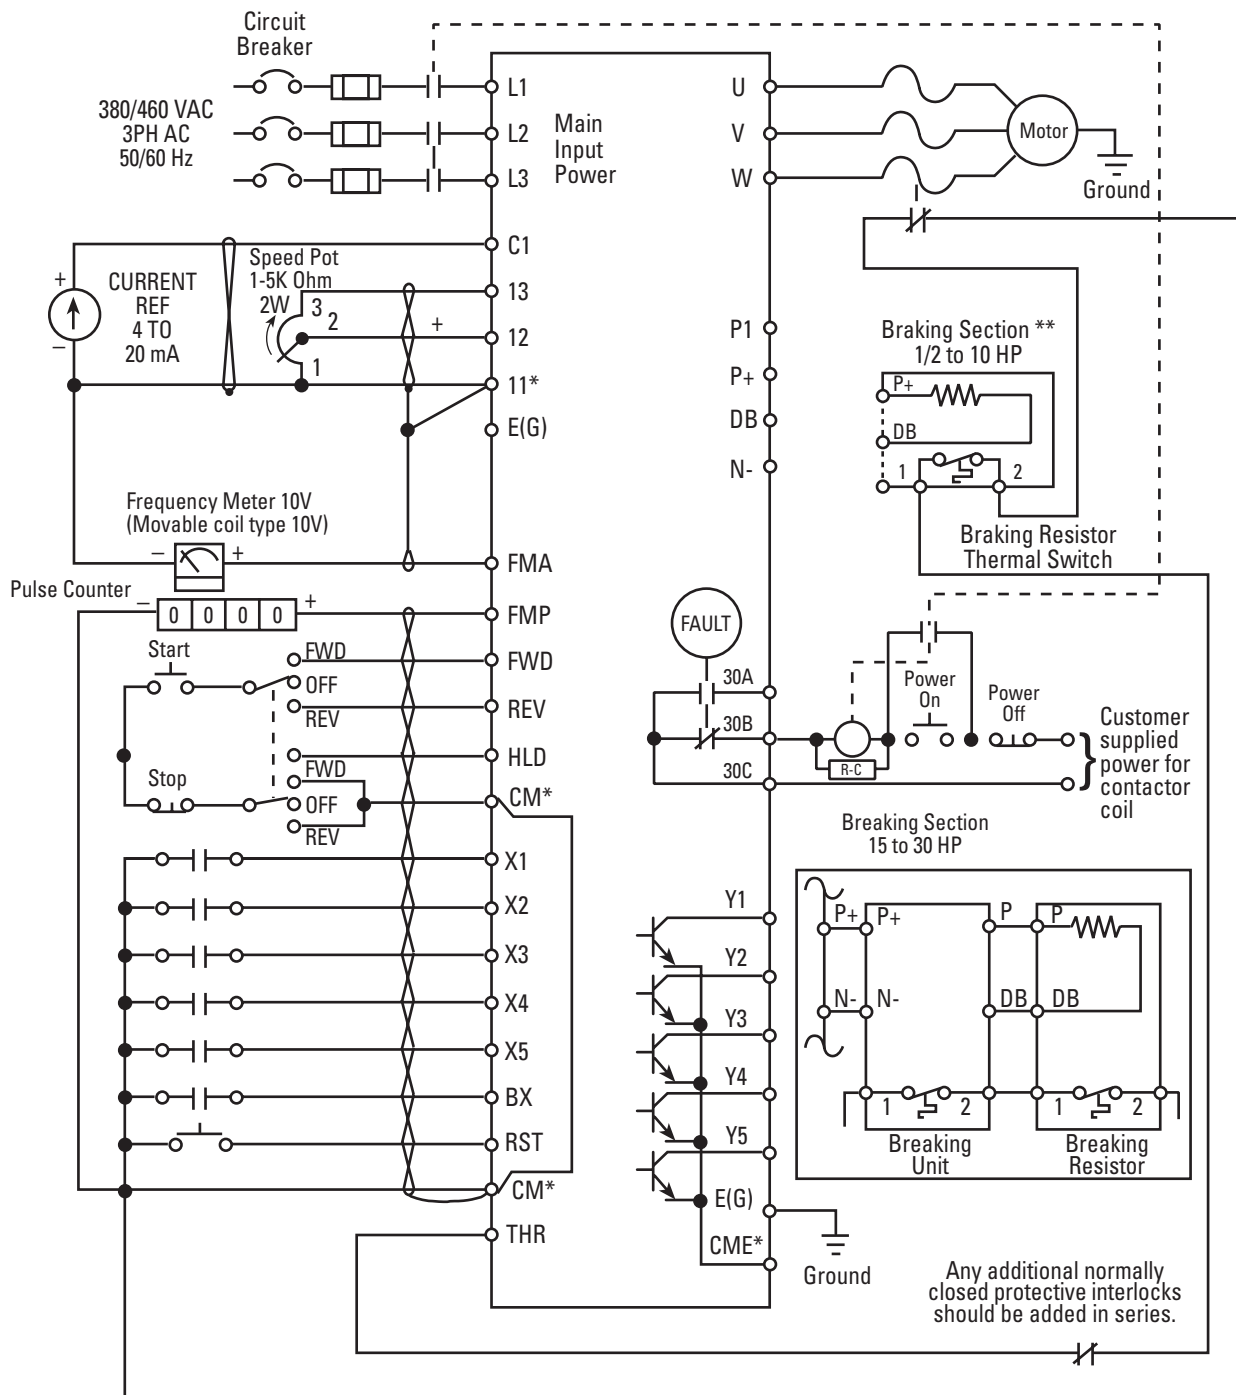 Circuit
Breaker
380/460 VAC
3PH AC
50/60 Hz
L1
L2
L3
Main
Input
Power
U
V
W
Motor
Ground
C1
+
CURRENT
REF
4 TO
20 mA
–
Speed Pot
1-5K Ohm
2W
3
2
1
+
13
12
11*
E(G)
P1
P+
DB
N-
Braking Section **
1/2 to 10 HP
P+
DB
1
2
Braking Resistor
Thermal Switch
Frequency Meter 10V
(Movable coil type 10V)
–
+
FMA
Pulse Counter
–
0 0 0 0
+
FMP
Start
FWD
OFF
REV
FWD
REV
HLD
Stop
FWD
OFF
REV
CM*
X1
X2
X3
X4
X5
BX
RST
CM*
THR
FAULT
30A
30B
30C
R-C
Power
On
Power
Off
Customer
supplied
power for
contactor
coil
}
Y1
Y2
Y3
Y4
Y5
E(G)
CME*
Ground
Breaking Section
15 to 30 HP
P+
P+
P
P
N-
N-
DB
DB
1
2
1
2
Breaking
Unit
Breaking
Resistor
Any additional normally
closed protective interlocks
should be added in series.